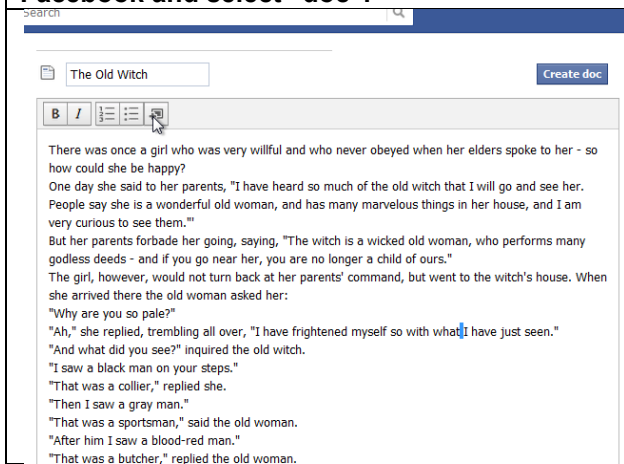 Facebook and select "doc".
Search
The Old Witch
Create doc
B I
There was once a girl who was very willful and who never obeyed when her elders spoke to her - so
how could she be happy?
One day she said to her parents, "I have heard so much of the old witch that I will go and see her.
People say she is a wonderful old woman, and has many marvelous things in her house, and I am
very curious to see them."'
But her parents forbade her going, saying, "The witch is a wicked old woman, who performs many
godless deeds - and if you go near her, you are no longer a child of ours."
The girl, however, would not turn back at her parents' command, but went to the witch's house. When
she arrived there the old woman asked her:
"Why are you so pale?"
"Ah," she replied, trembling all over, "I have frightened myself so with what I have just seen."
"And what did you see?" inquired the old witch.
"I saw a black man on your steps."
"That was a collier," replied she.
"Then I saw a gray man."
"That was a sportsman," said the old woman.
"After him I saw a blood-red man."
"That was a butcher," replied the old woman.